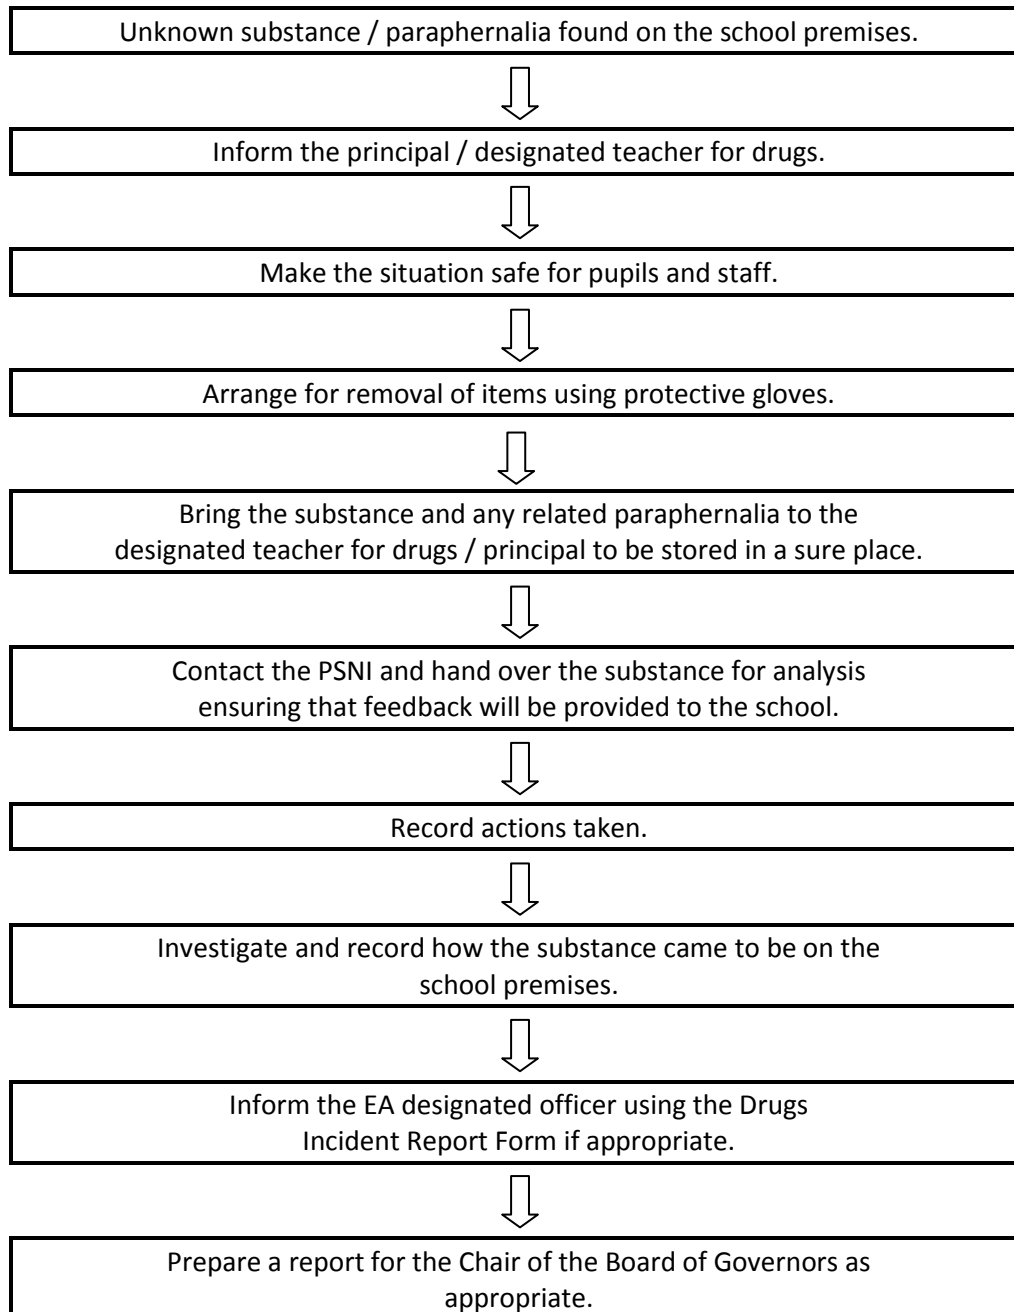 Unknown substance / paraphernalia found on the school premises.
Inform the principal / designated teacher for drugs.
Make the situation safe for pupils and staff.
Arrange for removal of items using protective gloves.
Bring the substance and any related paraphernalia to the
designated teacher for drugs / principal to be stored in a sure place.
Contact the PSNI and hand over the substance for analysis
ensuring that feedback will be provided to the school.
Record actions taken.
Investigate and record how the substance came to be on the
school premises.
Inform the EA designated officer using the Drugs
Incident Report Form if appropriate.
Prepare a report for the Chair of the Board of Governors as
appropriate.